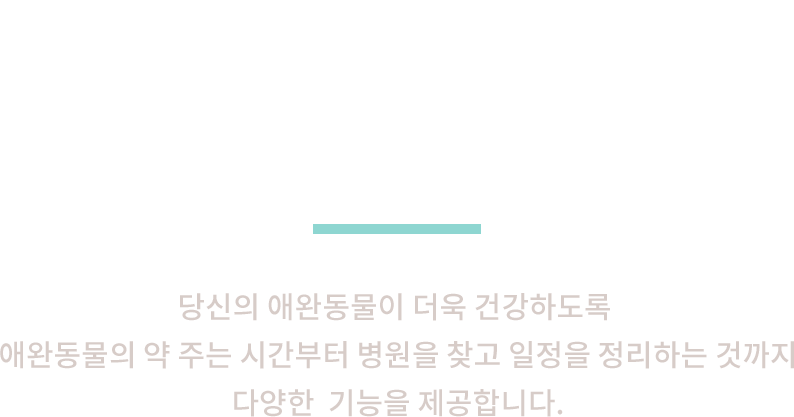 당신의 애완동물이 더욱 건강하도록
애완동물의 약 주는 시간부터 병원을 찾고 일정을 정리하는 것까지
다양한 기능을 제공합니다.